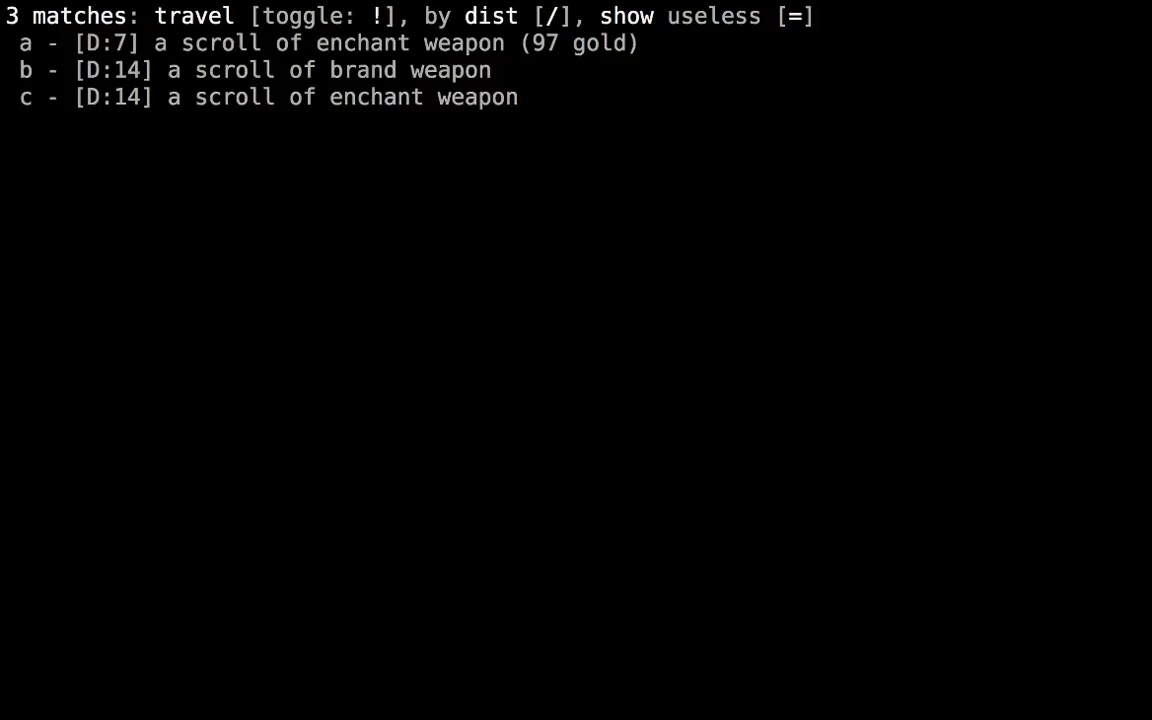 3 matches: travel [toggle: !], by dist [/], show useless [=]
a - [D:7] a scroll of enchant weapon (97 gold)
b - [D:14] a scroll of brand weapon
c - [D:14] a scroll of enchant weapon